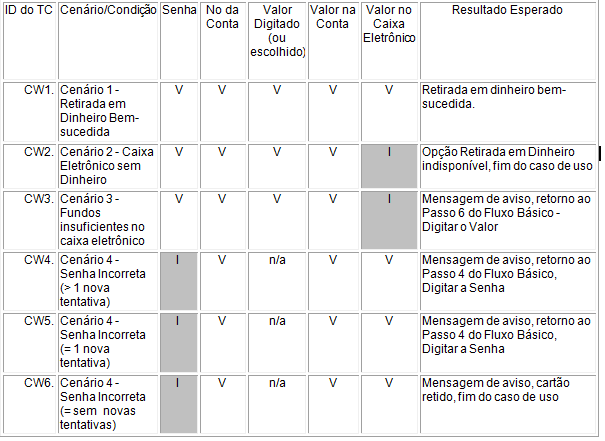 ID do TC Cenário/Condição Senha No da Conta Valor Digitado (ou escolhido) Valor na Conta Valor no Caixa Eletrônico Resultado Esperado
CW1. Cenário 1 - Retirada em Dinheiro Bem-sucedida V V V V V Retirada em dinheiro bem-sucedida.
CW2. Cenário 2 - Caixa Eletrônico sem Dinheiro V V V V I Opção Retirada em Dinheiro indisponível, fim do caso de uso
CW3. Cenário 3 - Fundos insuficientes no caixa eletrônico V V V V I Mensagem de aviso, retorno ao Passo 6 do Fluxo Básico - Digitar o Valor
CW4. Cenário 4 - Senha Incorreta (> 1 nova tentativa) I V n/a V V Mensagem de aviso, retorno ao Passo 4 do Fluxo Básico, Digitar a Senha
CW5. Cenário 4 - Senha Incorreta (= 1 nova tentativa) I V n/a V V Mensagem de aviso, retorno ao Passo 4 do Fluxo Básico, Digitar a Senha
CW6. Cenário 4 - Senha Incorreta (= sem novas tentativas) I V n/a V V Mensagem de aviso, cartão retido, fim do caso de uso